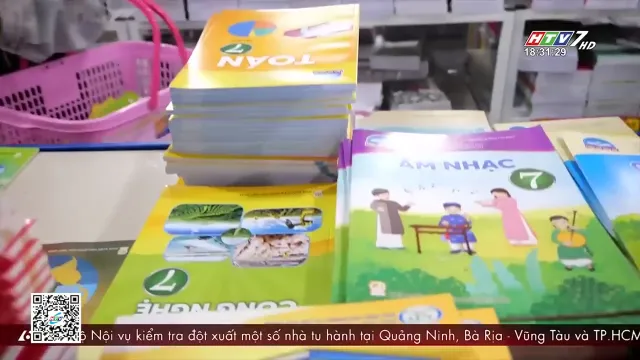 HTV7 HD
18:31:29
TOÁN
7
ÂM NHẠC
7
7
CÔNG NGHỆ
Nội vụ kiểm tra đột xuất một số nhà tu hành tại Quảng Ninh, Bà Rịa - Vũng Tàu và TP.HCM